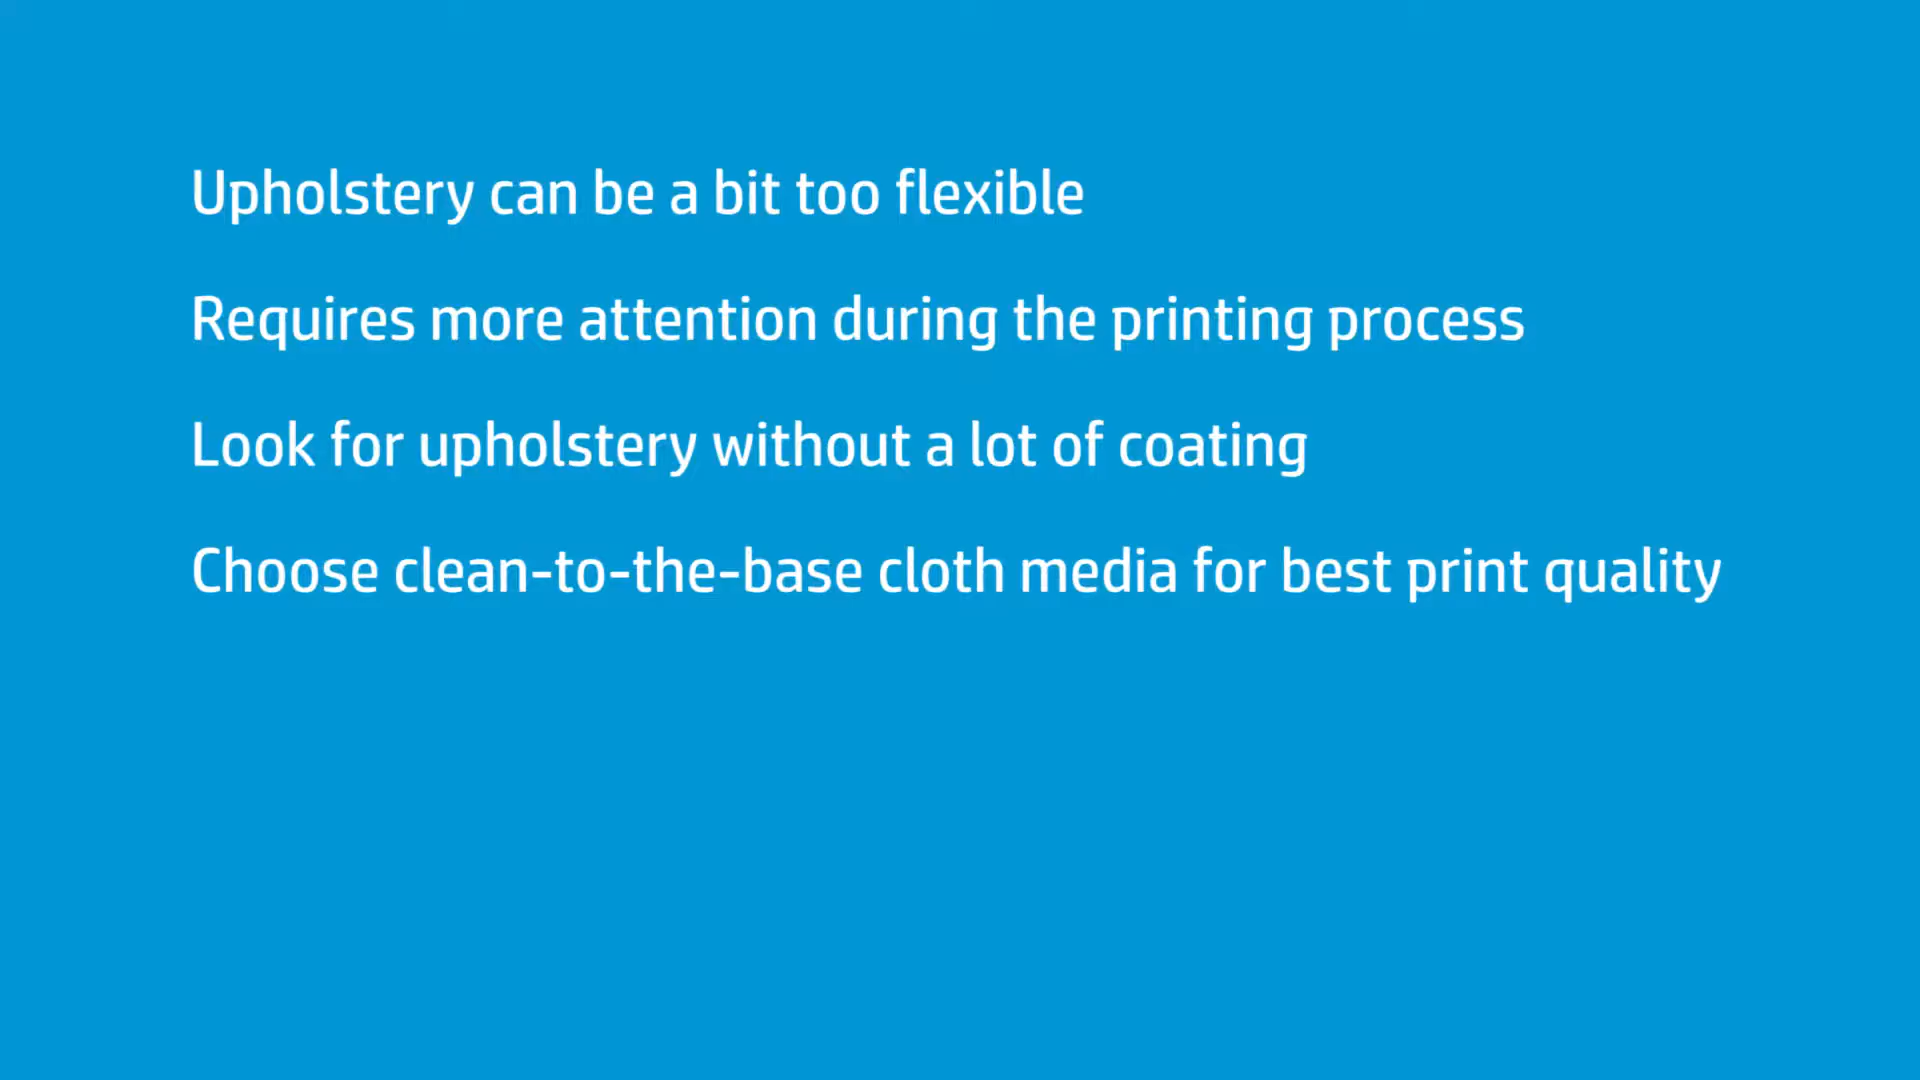 Upholstery can be a bit too flexible
Requires more attention during the printing process
Look for upholstery without a lot of coating
Choose clean-to-the-base cloth media for best print quality